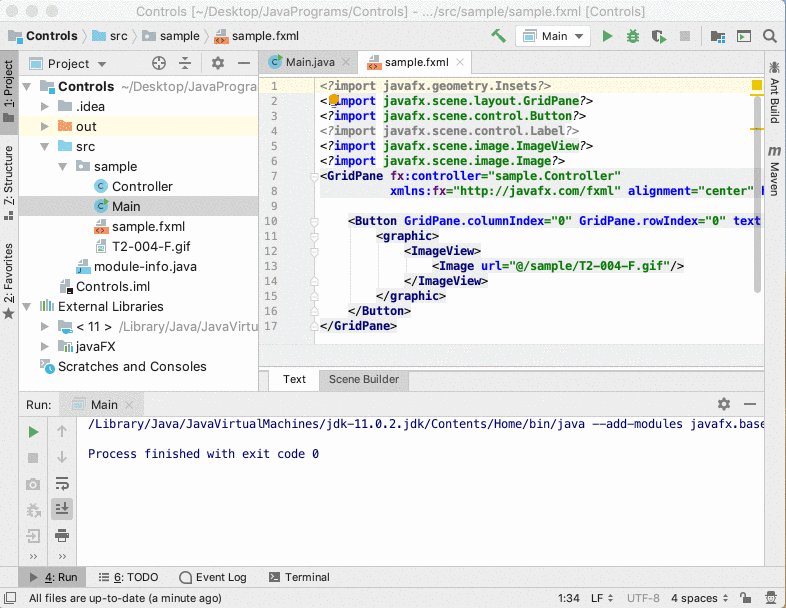 Controls [~/Desktop/JavaPrograms/Controls] - .../src/sample/sample.fxml [Controls]
Controls src sample sample.fxml Main
1: Project
Z: Structure
2: Favorites
Project
Controls ~/Desktop/JavaProgra
.idea
out
src
sample
Controller
Main
sample.fxml
T2-004-F.gif
module-info.java
Controls.iml
External Libraries
< 11 > /Library/Java/JavaVirtu
javaFX
Scratches and Consoles
Main.java sample.fxml
1 <?import javafx.geometry.Insets?>
2 <?import javafx.scene.layout.GridPane?>
3 <?import javafx.scene.control.Button?>
4 <?import javafx.scene.control.Label?>
5 <?import javafx.scene.image.ImageView?>
6 <?import javafx.scene.image.Image?>
7 <GridPane fx:controller="sample.Controller"
8 xmlns:fx="http://javafx.com/fxml" alignment="center" h
9
10 <Button GridPane.columnIndex="0" GridPane.rowIndex="0" text
11 <graphic>
12 <ImageView>
13 <Image url="@/sample/T2-004-F.gif"/>
14 </ImageView>
15 </graphic>
16 </Button>
17 </GridPane>
Text Scene Builder
Ant Build
m Maven
Run: Main
/Library/Java/JavaVirtualMachines/jdk-11.0.2.jdk/Contents/Home/bin/java --add-modules javafx.base
Process finished with exit code 0
4: Run 6: TODO Event Log Terminal
All files are up-to-date (a minute ago) 1:34 LF UTF-8 4 spaces